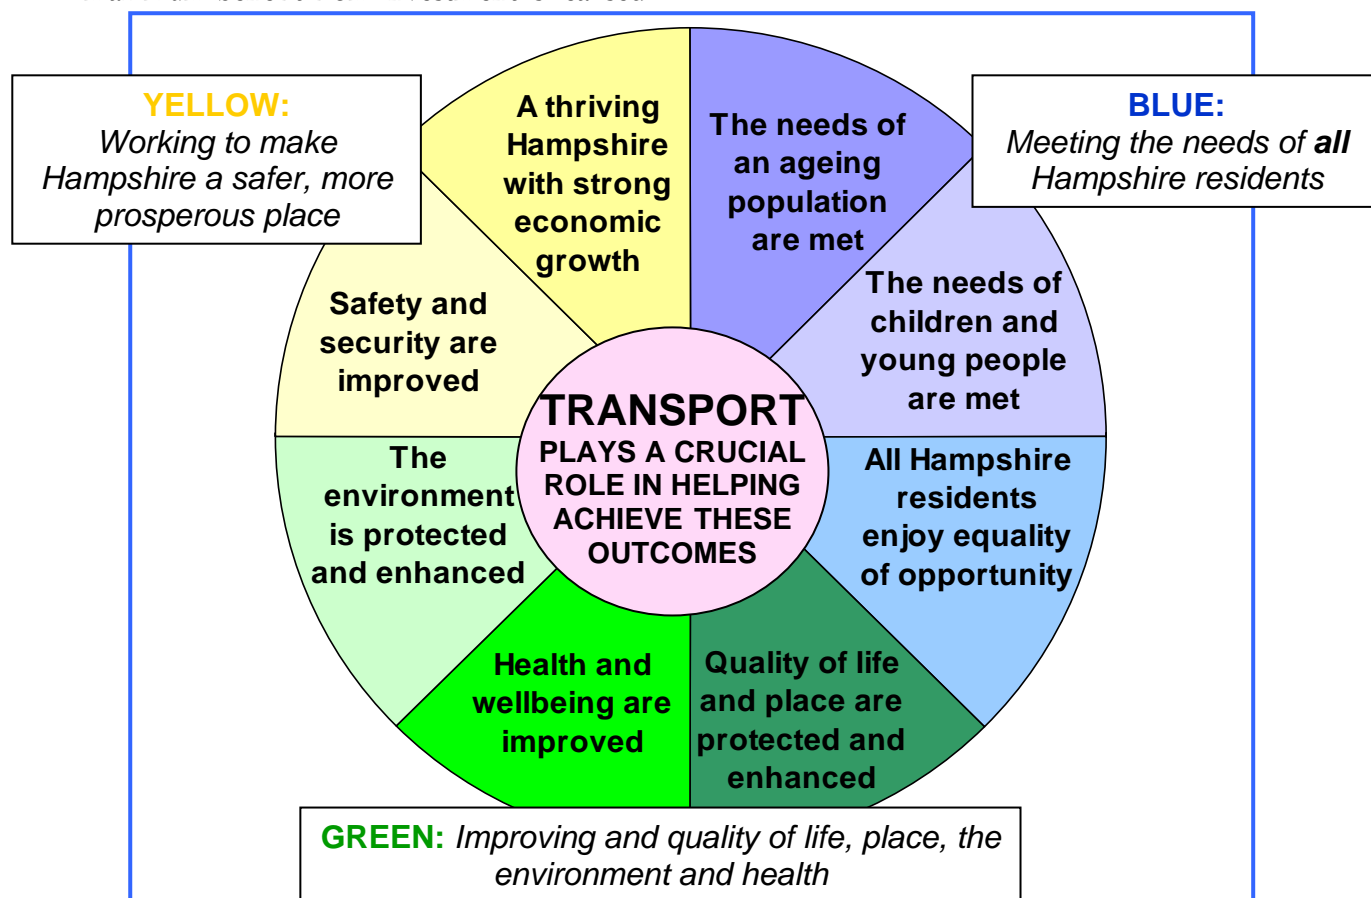 YELLOW:
Working to make
Hampshire a safer, more
prosperous place
BLUE:
Meeting the needs of all
Hampshire residents
A thriving
Hampshire
with strong
economic
growth
The needs of
an ageing
population
are met
The needs of
children and
young people
are met
All Hampshire
residents
enjoy equality
of opportunity
Quality of life
and place are
protected and
enhanced
Health and
wellbeing are
improved
The
environment
is protected
and enhanced
Safety and
security are
improved
TRANSPORT
PLAYS A CRUCIAL
ROLE IN HELPING
ACHIEVE THESE
OUTCOMES
GREEN: Improving and quality of life, place, the
environment and health